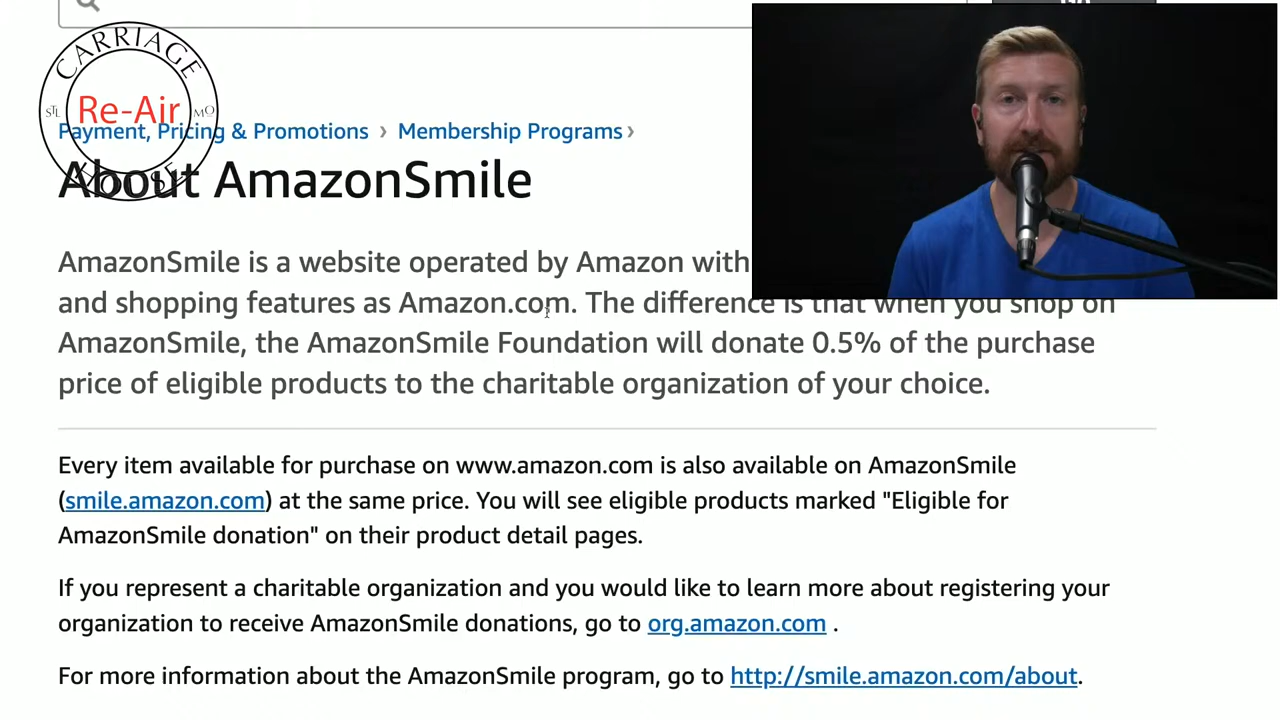 CARRIAGE
STL
Re-Air
MO
HOUSE
Payment, Pricing & Promotions › Membership Programs ›
About AmazonSmile
AmazonSmile is a website operated by Amazon with
and shopping features as Amazon.com. The difference is that when you shop on
AmazonSmile, the AmazonSmile Foundation will donate 0.5% of the purchase
price of eligible products to the charitable organization of your choice.
Every item available for purchase on www.amazon.com is also available on AmazonSmile
(smile.amazon.com) at the same price. You will see eligible products marked "Eligible for
AmazonSmile donation" on their product detail pages.
If you represent a charitable organization and you would like to learn more about registering your
organization to receive AmazonSmile donations, go to org.amazon.com .
For more information about the AmazonSmile program, go to http://smile.amazon.com/about.